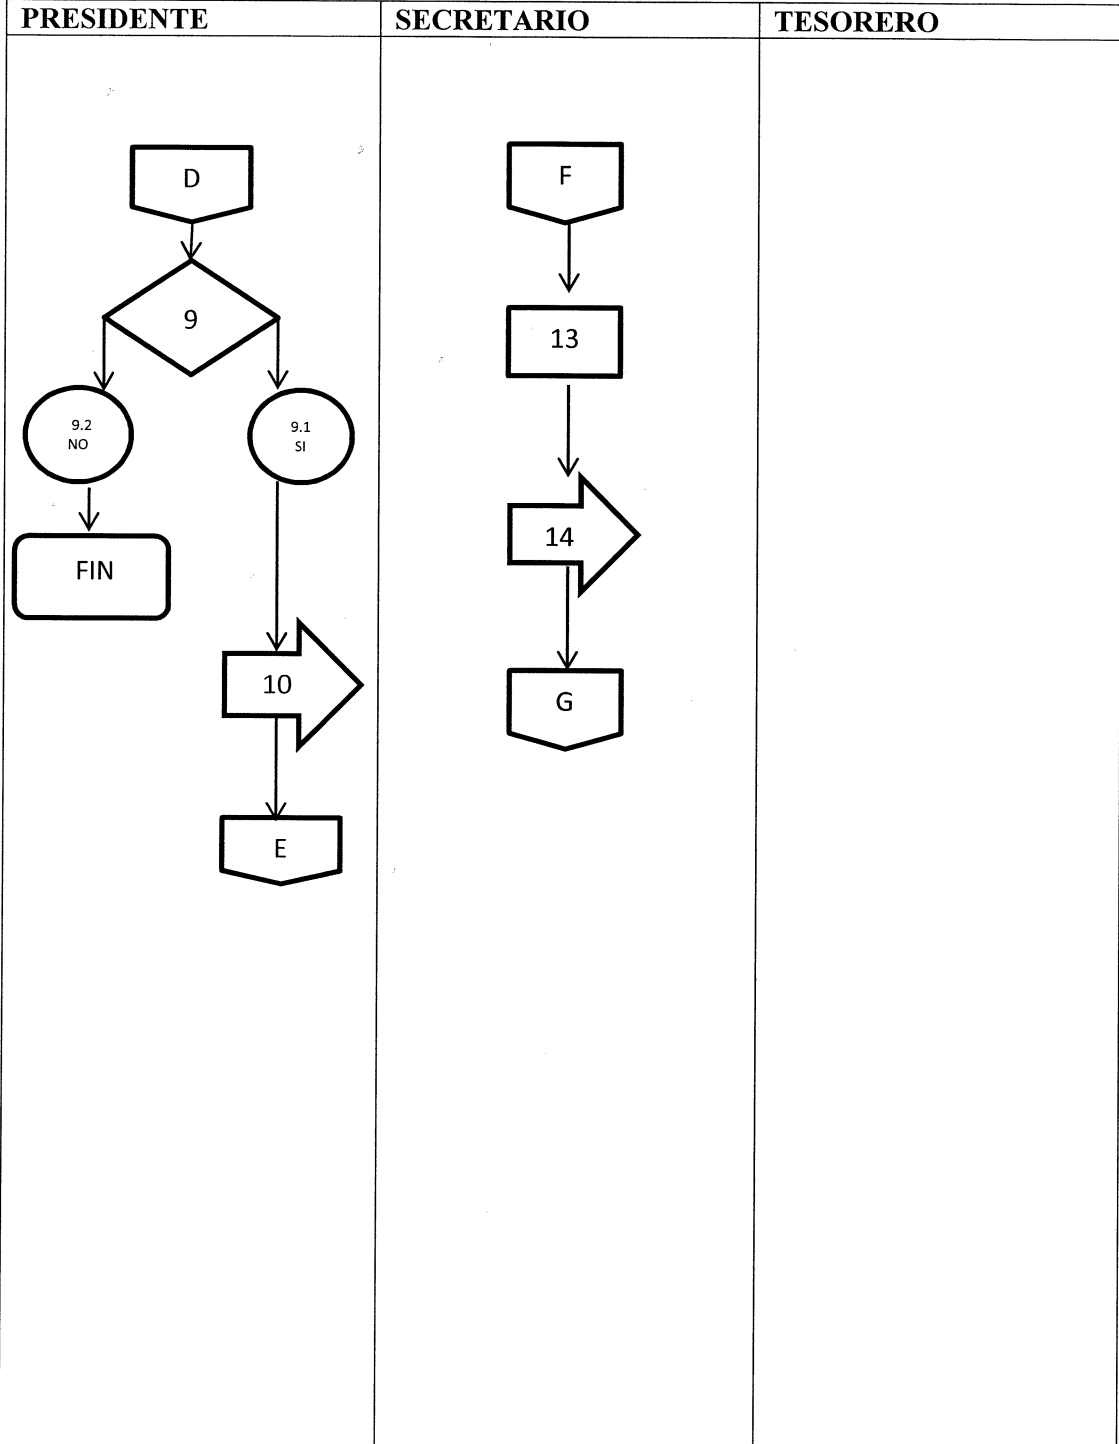 PRESIDENTE
SECRETARIO
TESORERO
D
9
9.2
NO
9.1
SI
FIN
10
E
F
13
14
G